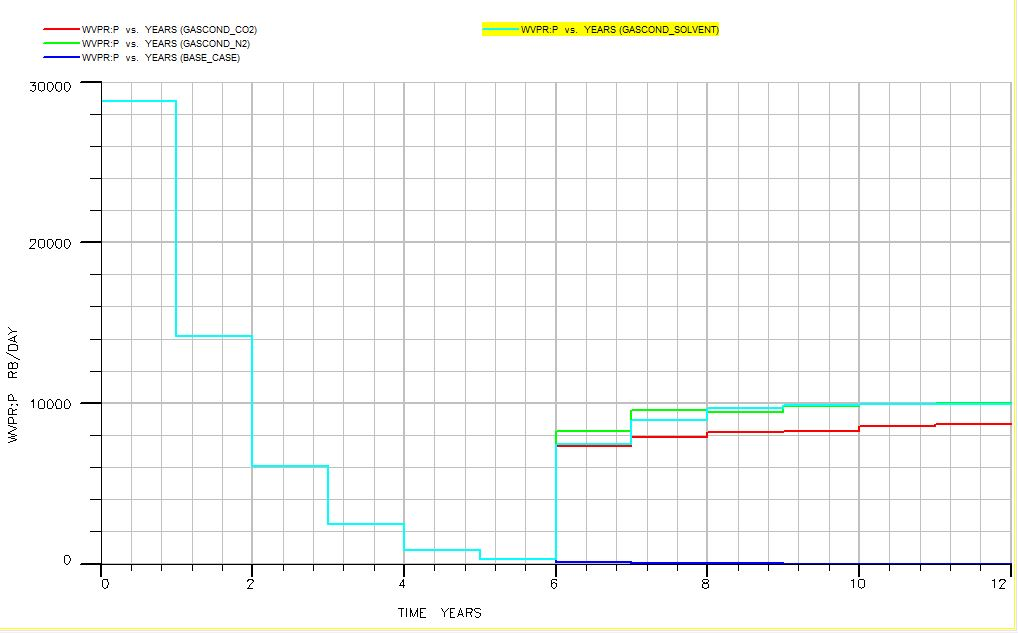 WVPR:P vs. YEARS (GASCOND_CO2)
WVPR:P vs. YEARS (GASCOND_N2)
WVPR:P vs. YEARS (BASE_CASE)
WVPR:P vs. YEARS (GASCOND_SOLVENT)
30000
20000
10000
0
WVPR:P RB/DAY
0 2 4 6 8 10 12
TIME YEARS